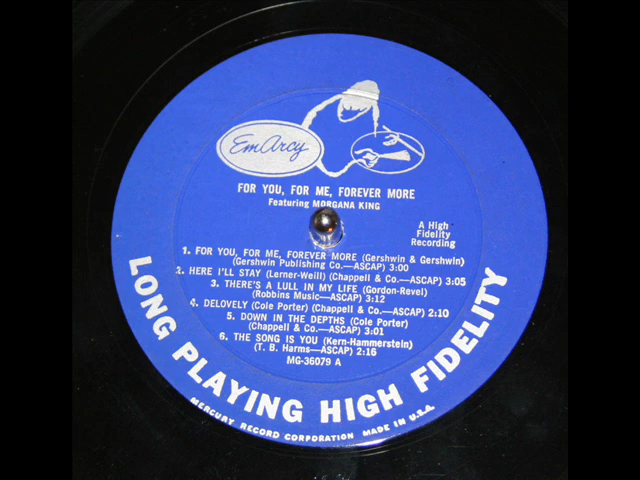 EmArcy
FOR YOU, FOR ME, FOREVER MORE
Featuring MORGANA KING
A High
Fidelity
Recording
1. FOR YOU, FOR ME, FOREVER MORE (Gershwin & Gershwin)
(Gershwin Publishing Co.—ASCAP) 3:00
2. HERE I'LL STAY (Lerner-Weill) (Chappell & Co.—ASCAP) 3:05
3. THERE'S A LULL IN MY LIFE (Gordon-Revel)
(Robbins Music—ASCAP) 3:12
4. DELOVELY (Cole Porter) (Chappell & Co.—ASCAP) 2:10
5. DOWN IN THE DEPTHS (Cole Porter)
(Chappell & Co.—ASCAP) 3:01
6. THE SONG IS YOU (Kern-Hammerstein)
(T. B. Harms—ASCAP) 2:16
MG-36079 A
LONG PLAYING HIGH FIDELITY
MERCURY RECORD CORPORATION MADE IN U.S.A.